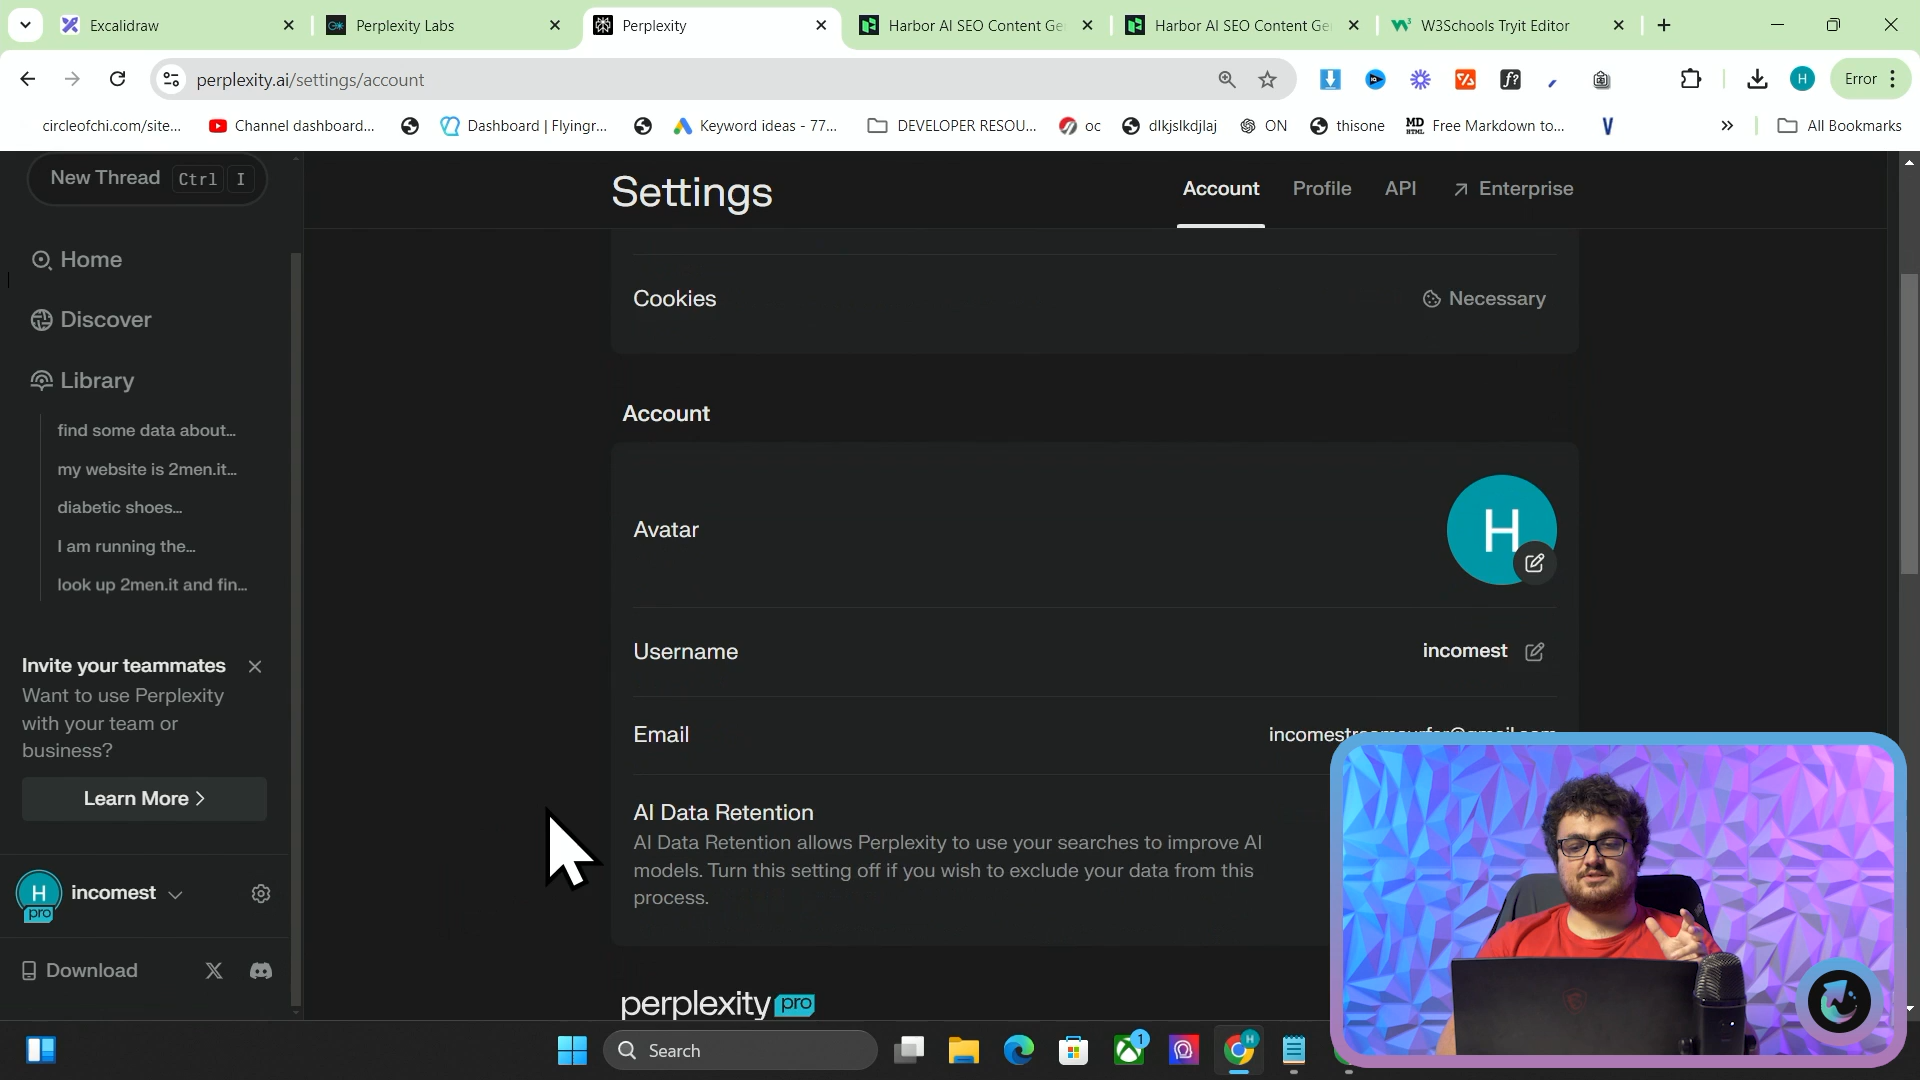 Excalidraw
Perplexity Labs
Perplexity
Harbor AI SEO Content Ge
Harbor AI SEO Content Ge
W3Schools Tryit Editor
perplexity.ai/settings/account
Error
circleofchi.com/site...
Channel dashboard...
Dashboard | Flyingr...
Keyword ideas - 77...
DEVELOPER RESOU...
oc
dlkjslkdjlaj
ON
thisone
Free Markdown to...
All Bookmarks
New Thread Ctrl I
Home
Discover
Library
find some data about...
my website is 2men.it...
diabetic shoes...
I am running the...
look up 2men.it and fin...
Invite your teammates
Want to use Perplexity
with your team or
business?
Learn More
H
pro
incomest
Download
Settings
Account
Profile
API
Enterprise
Cookies
Necessary
Account
Avatar
H
Username
incomest
Email
AI Data Retention
AI Data Retention allows Perplexity to use your searches to improve AI
models. Turn this setting off if you wish to exclude your data from this
process.
perplexity pro
Search
1